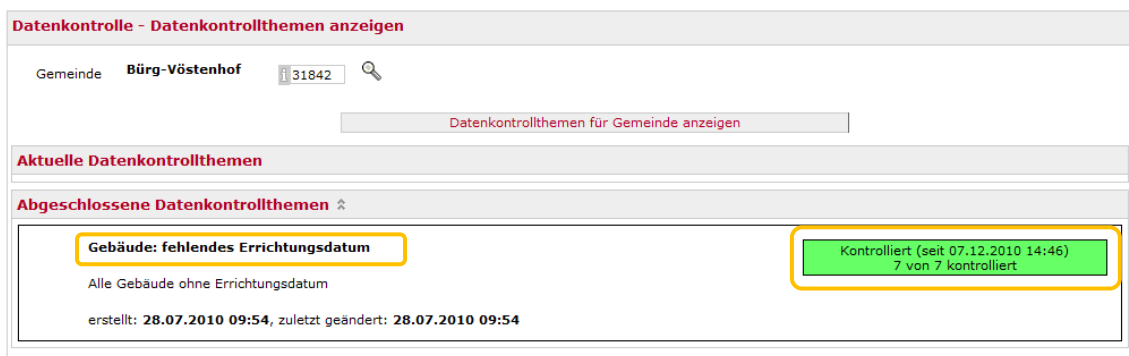 Datenkontrolle - Datenkontrollthemen anzeigen
Gemeinde Bürg-Vöstenhof i 31842
Datenkontrollthemen für Gemeinde anzeigen
Aktuelle Datenkontrollthemen
Abgeschlossene Datenkontrollthemen
Gebäude: fehlendes Errichtungsdatum
Kontrolliert (seit 07.12.2010 14:46)
7 von 7 kontrolliert
Alle Gebäude ohne Errichtungsdatum
erstellt: 28.07.2010 09:54, zuletzt geändert: 28.07.2010 09:54